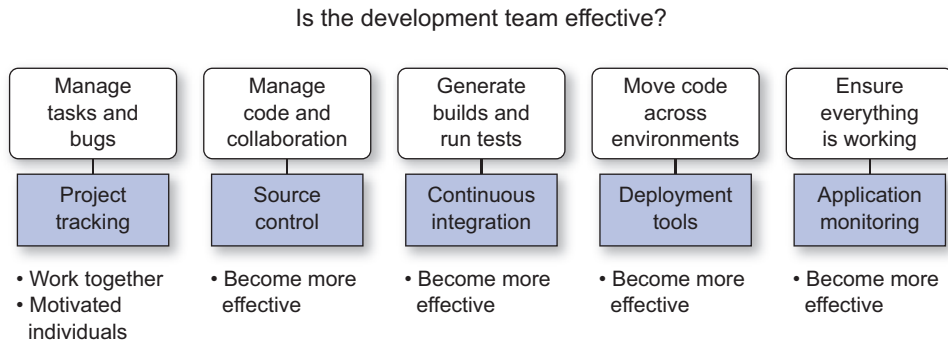 Is the development team effective?
Manage
tasks and
bugs
Project
tracking
• Work together
• Motivated
individuals
Manage
code and
collaboration
Source
control
• Become more
effective
Generate
builds and
run tests
Continuous
integration
• Become more
effective
Move code
across
environments
Deployment
tools
• Become more
effective
Ensure
everything
is working
Application
monitoring
• Become more
effective